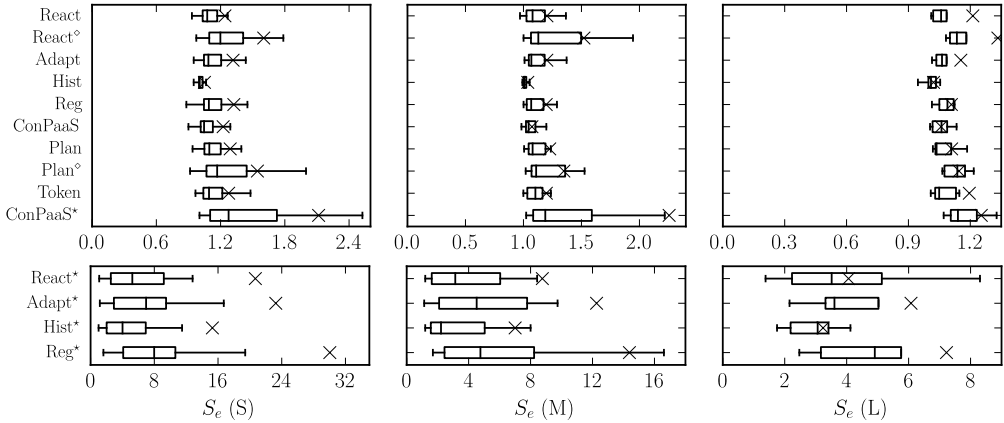 React
React⋄
Adapt
Hist
Reg
ConPaaS
Plan
Plan⋄
Token
ConPaaS⋆
0.0 0.6 1.2 1.8 2.4
0.0 0.5 1.0 1.5 2.0
0.0 0.3 0.6 0.9 1.2
React⋆
Adapt⋆
Hist⋆
Reg⋆
0 8 16 24 32
0 4 8 12 16
0 2 4 6 8
Se (S)
Se (M)
Se (L)